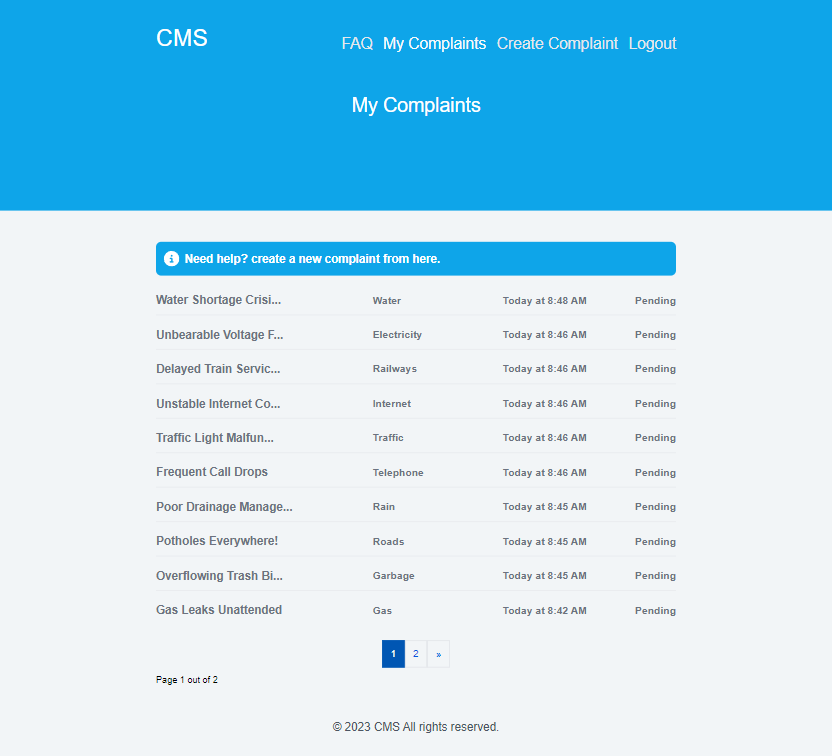 CMS
FAQ My Complaints Create Complaint Logout
My Complaints
Need help? create a new complaint from here.
Water Shortage Crisi... Water Today at 8:48 AM Pending
Unbearable Voltage F... Electricity Today at 8:46 AM Pending
Delayed Train Servic... Railways Today at 8:46 AM Pending
Unstable Internet Co... Internet Today at 8:46 AM Pending
Traffic Light Malfun... Traffic Today at 8:46 AM Pending
Frequent Call Drops Telephone Today at 8:46 AM Pending
Poor Drainage Manage... Rain Today at 8:45 AM Pending
Potholes Everywhere! Roads Today at 8:45 AM Pending
Overflowing Trash Bi... Garbage Today at 8:45 AM Pending
Gas Leaks Unattended Gas Today at 8:42 AM Pending
1 2 »
Page 1 out of 2
© 2023 CMS All rights reserved.